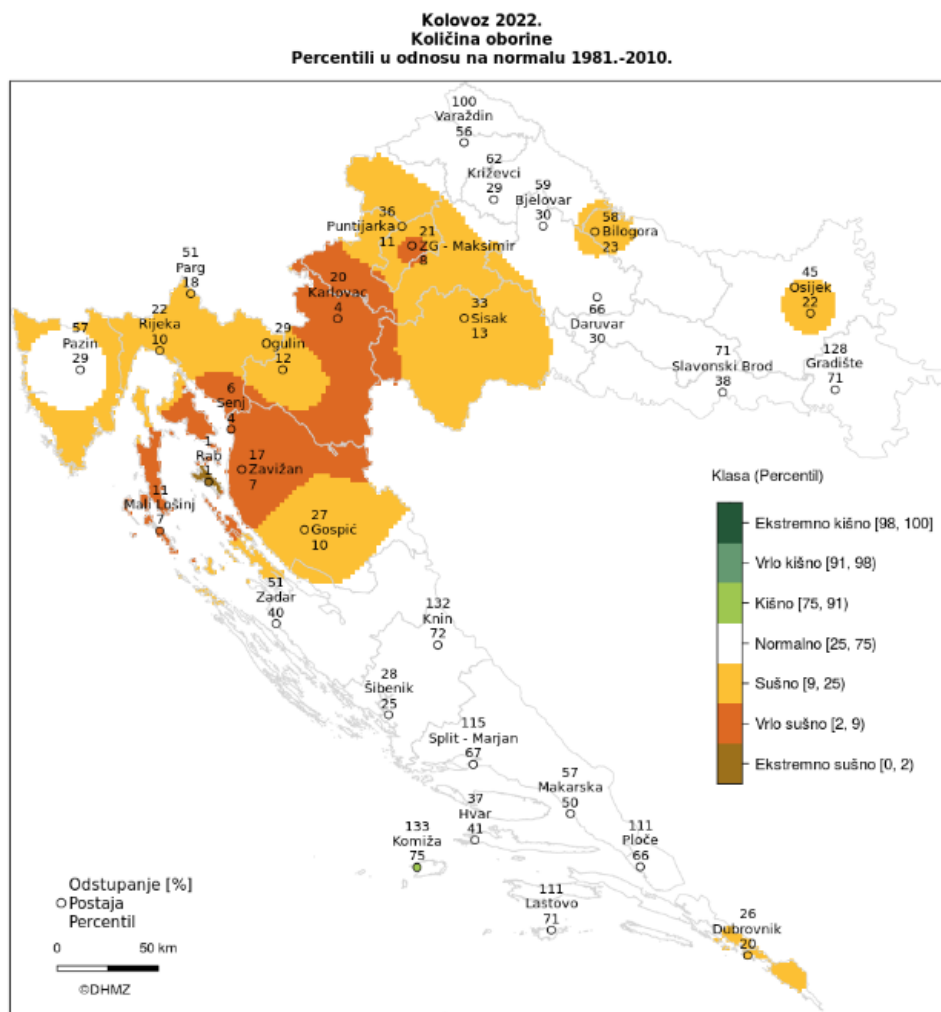 Kolovoz 2022.
Količina oborine
Percentili u odnosu na normalu 1981.-2010.
100
Varaždin
56
62
Križevci
29
59
Bjelovar
30
58
Bilogora
23
36
Puntijarka
11
21
ZG - Maksimir
8
51
Parg
18
20
Karlovac
4
33
Sisak
13
66
Daruvar
30
45
Osijek
22
57
Pazin
29
22
Rijeka
10
29
Ogulin
12
71
Slavonski Brod
38
128
Gradište
71
6
Senj
4
1
Rab
1
17
Zavižan
7
11
Mali Lošinj
7
27
Gospić
10
51
Zadar
40
132
Knin
72
28
Šibenik
25
115
Split - Marjan
67
57
Makarska
50
37
Hvar
41
133
Komiža
75
111
Ploče
66
111
Lastovo
71
26
Dubrovnik
20
Klasa (Percentil)
Ekstremno kišno [98, 100]
Vrlo kišno [91, 98)
Kišno [75, 91)
Normalno [25, 75)
Sušno [9, 25)
Vrlo sušno [2, 9)
Ekstremno sušno [0, 2)
Odstupanje [%]
Postaja
Percentil
0 50 km
©DHMZ